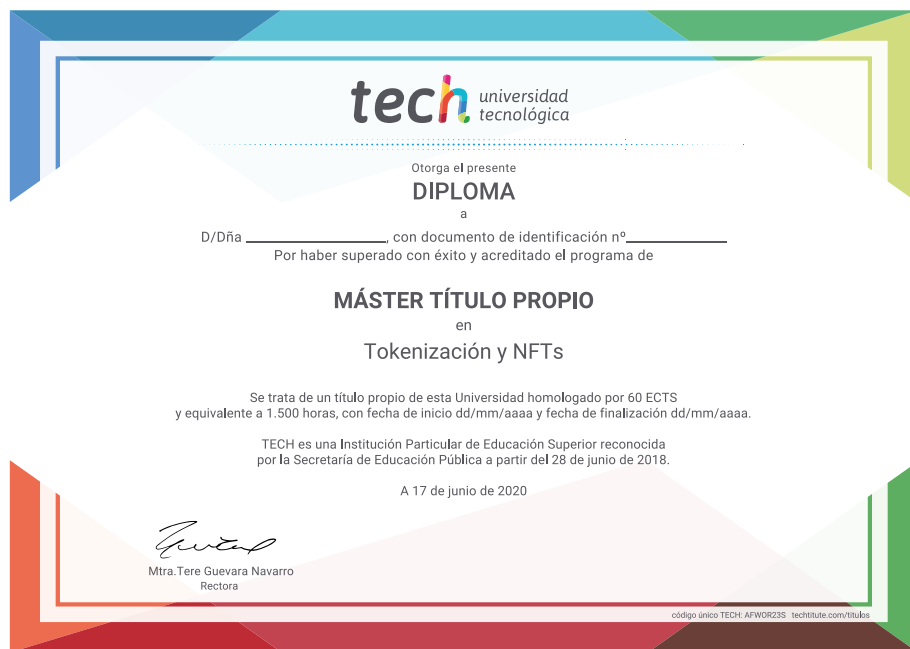 tech universidad
tecnológica
Otorga el presente
DIPLOMA
a
D/Dña ____________, con documento de identificación nº_________
Por haber superado con éxito y acreditado el programa de
MÁSTER TÍTULO PROPIO
en
Tokenización y NFTs
Se trata de un título propio de esta Universidad homologado por 60 ECTS
y equivalente a 1.500 horas, con fecha de inicio dd/mm/aaaa y fecha de finalización dd/mm/aaaa.
TECH es una Institución Particular de Educación Superior reconocida
por la Secretaría de Educación Pública a partir del 28 de junio de 2018.
A 17 de junio de 2020
Mtra.Tere Guevara Navarro
Rectora
código único TECH: AFWOR23S techtitute.com/títulos